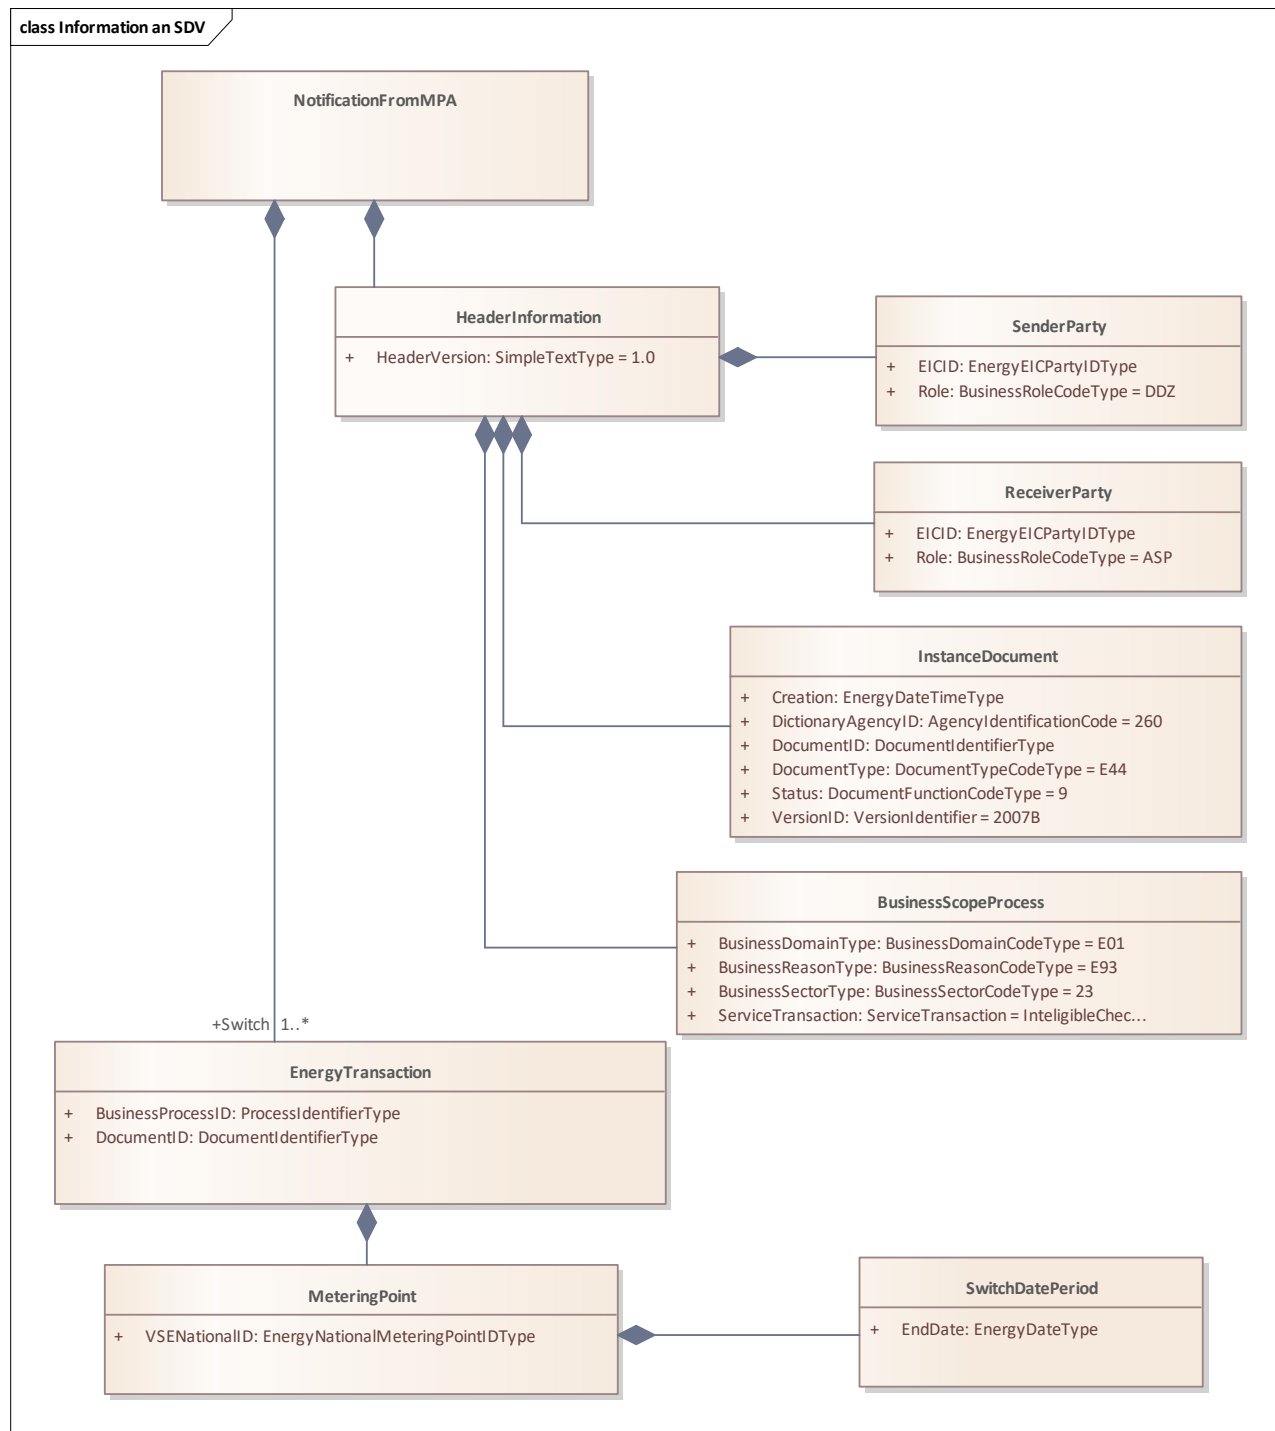 class Information an SDV
NotificationFromMPA
HeaderInformation
+ HeaderVersion: SimpleTextType = 1.0
SenderParty
+ EICID: EnergyEICPartyIDType
+ Role: BusinessRoleCodeType = DDZ
ReceiverParty
+ EICID: EnergyEICPartyIDType
+ Role: BusinessRoleCodeType = ASP
InstanceDocument
+ Creation: EnergyDateTimeType
+ DictionaryAgencyID: AgencyIdentificationCode = 260
+ DocumentID: DocumentIdentifierType
+ DocumentType: DocumentTypeCodeType = E44
+ Status: DocumentFunctionCodeType = 9
+ VersionID: VersionIdentifier = 2007B
BusinessScopeProcess
+ BusinessDomainType: BusinessDomainCodeType = E01
+ BusinessReasonType: BusinessReasonCodeType = E93
+ BusinessSectorType: BusinessSectorCodeType = 23
+ ServiceTransaction: ServiceTransaction = InteligibleChec...
+Switch 1..*
EnergyTransaction
+ BusinessProcessID: ProcessIdentifierType
+ DocumentID: DocumentIdentifierType
MeteringPoint
+ VSENationalID: EnergyNationalMeteringPointIDType
SwitchDatePeriod
+ EndDate: EnergyDateType